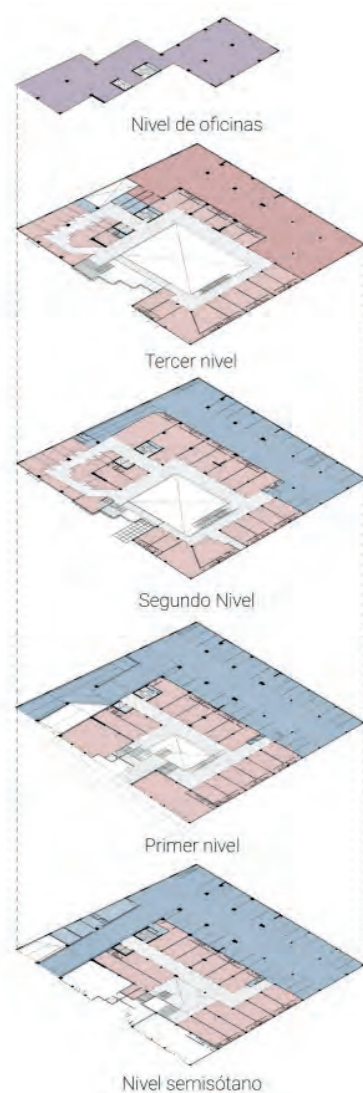 Nivel de oficinas
Tercer nivel
Segundo Nivel
Primer nivel
Nivel semisótano